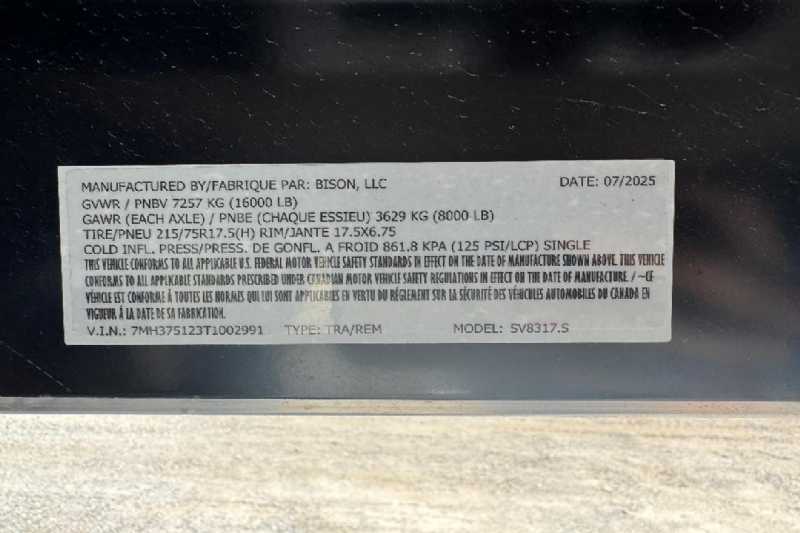 MANUFACTURED BY/FABRIQUE PAR: BISON, LLC DATE: 07/2025
GVWR / PNBV 7257 KG (16000 LB)
GAWR (EACH AXLE) / PNBE (CHAQUE ESSIEU) 3629 KG (8000 LB)
TIRE/PNEU 215/75R17.5(H) RIM/JANTE 17.5X6.75
COLD INFL. PRESS/PRESS. DE GONFL. A FROID 861.8 KPA (125 PSI/LCP) SINGLE
THIS VEHICLE CONFORMS TO ALL APPLICABLE U.S. FEDERAL MOTOR VEHICLE SAFETY STANDARDS IN EFFECT ON THE DATE OF MANUFACTURE SHOWN ABOVE. THIS VEHICLE
CONFORMS TO ALL APPLICABLE STANDARDS PRESCRIBED UNDER CANADIAN MOTOR VEHICLE SAFETY REGULATIONS IN EFFECT ON THE DATE OF MANUFACTURE. / ~CE
VÉHICLE EST CONFORME À TOUTES LES NORMES QUI LUI SONT APPLICABLES EN VERTU DU RÉGLEMENT SUR LA SÉCURITÉ DES VÉHICULES AUTOMOBILES DU CANADA EN
VIGUEUR À LA DATE DE SA FABRICATION.
V.I.N.: 7MH375123T1002991 TYPE: TRA/REM MODEL: SV8317.S